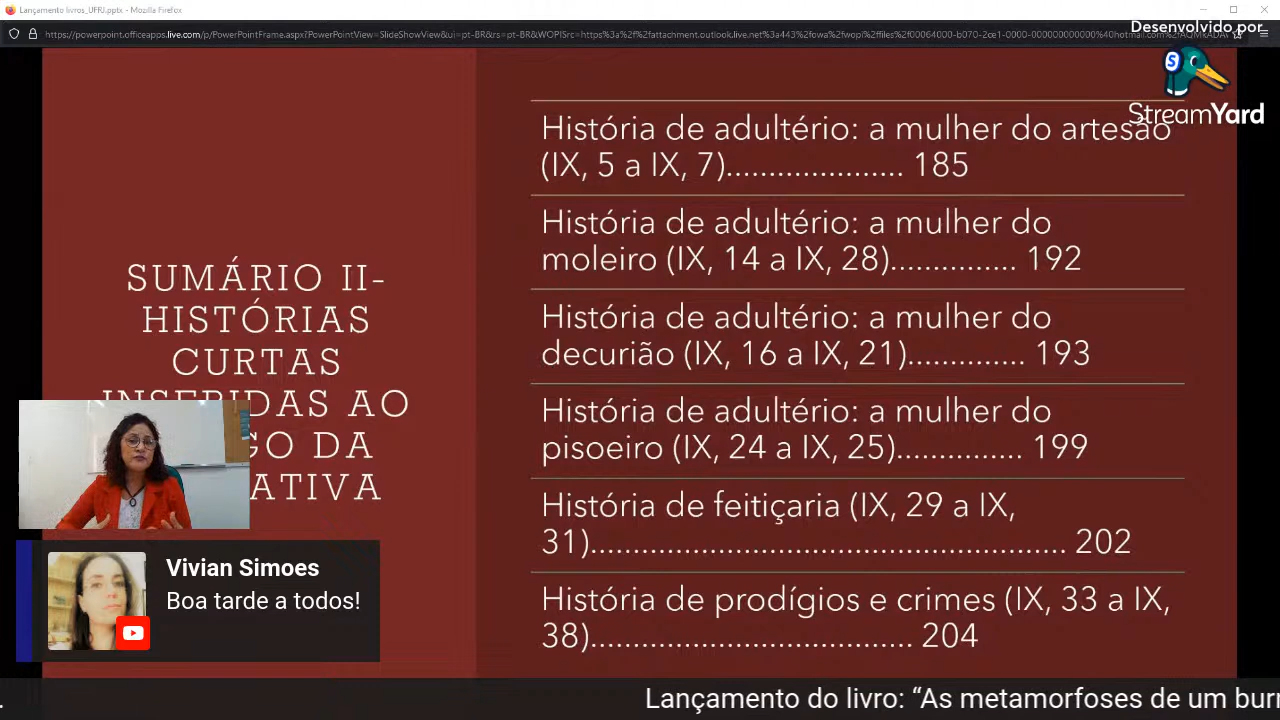 Lançamento livros_UFRJ.pptx - Mozilla Firefox
Desenvolvido por
StreamYard
SUMÁRIO II-
HISTÓRIAS
CURTAS
DAS AO
DA
História de adultério: a mulher do artesão
(IX, 5 a IX, 7)..................... 185
História de adultério: a mulher do
moleiro (IX, 14 a IX, 28)............... 192
História de adultério: a mulher do
decurião (IX, 16 a IX, 21).............. 193
História de adultério: a mulher do
pisoeiro (IX, 24 a IX, 25)............... 199
História de feitiçaria (IX, 29 a IX,
31)........................................................ 202
História de prodígios e crimes (IX, 33 a IX,
38)...................................... 204
Vivian Simoes
Boa tarde a todos!
Lançamento do livro: “As metamorfoses de um burr